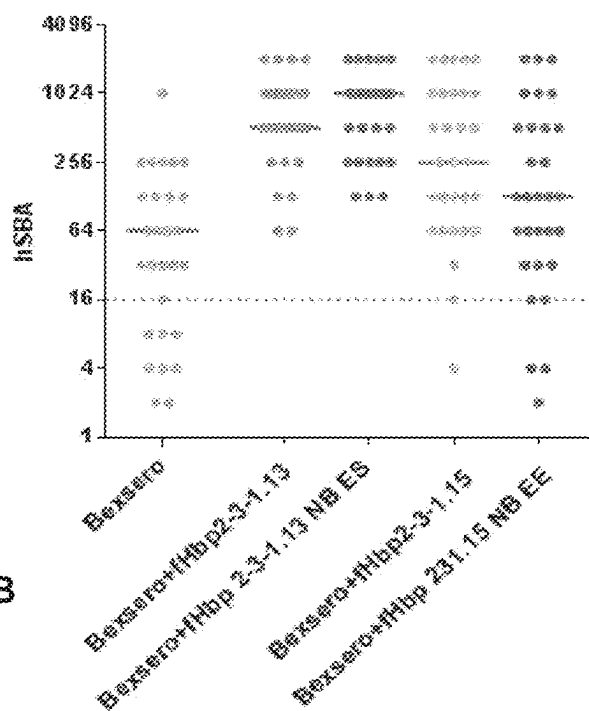 4096
1024
256
64
16
4
1
hSBA
Bexsero
Bexsero+fHbp2-3-1.13
Bexsero+fHbp 2-3-1.13 NB ES
Bexsero+fHbp2-3-1.15
Bexsero+fHbp 231.15 NB EE